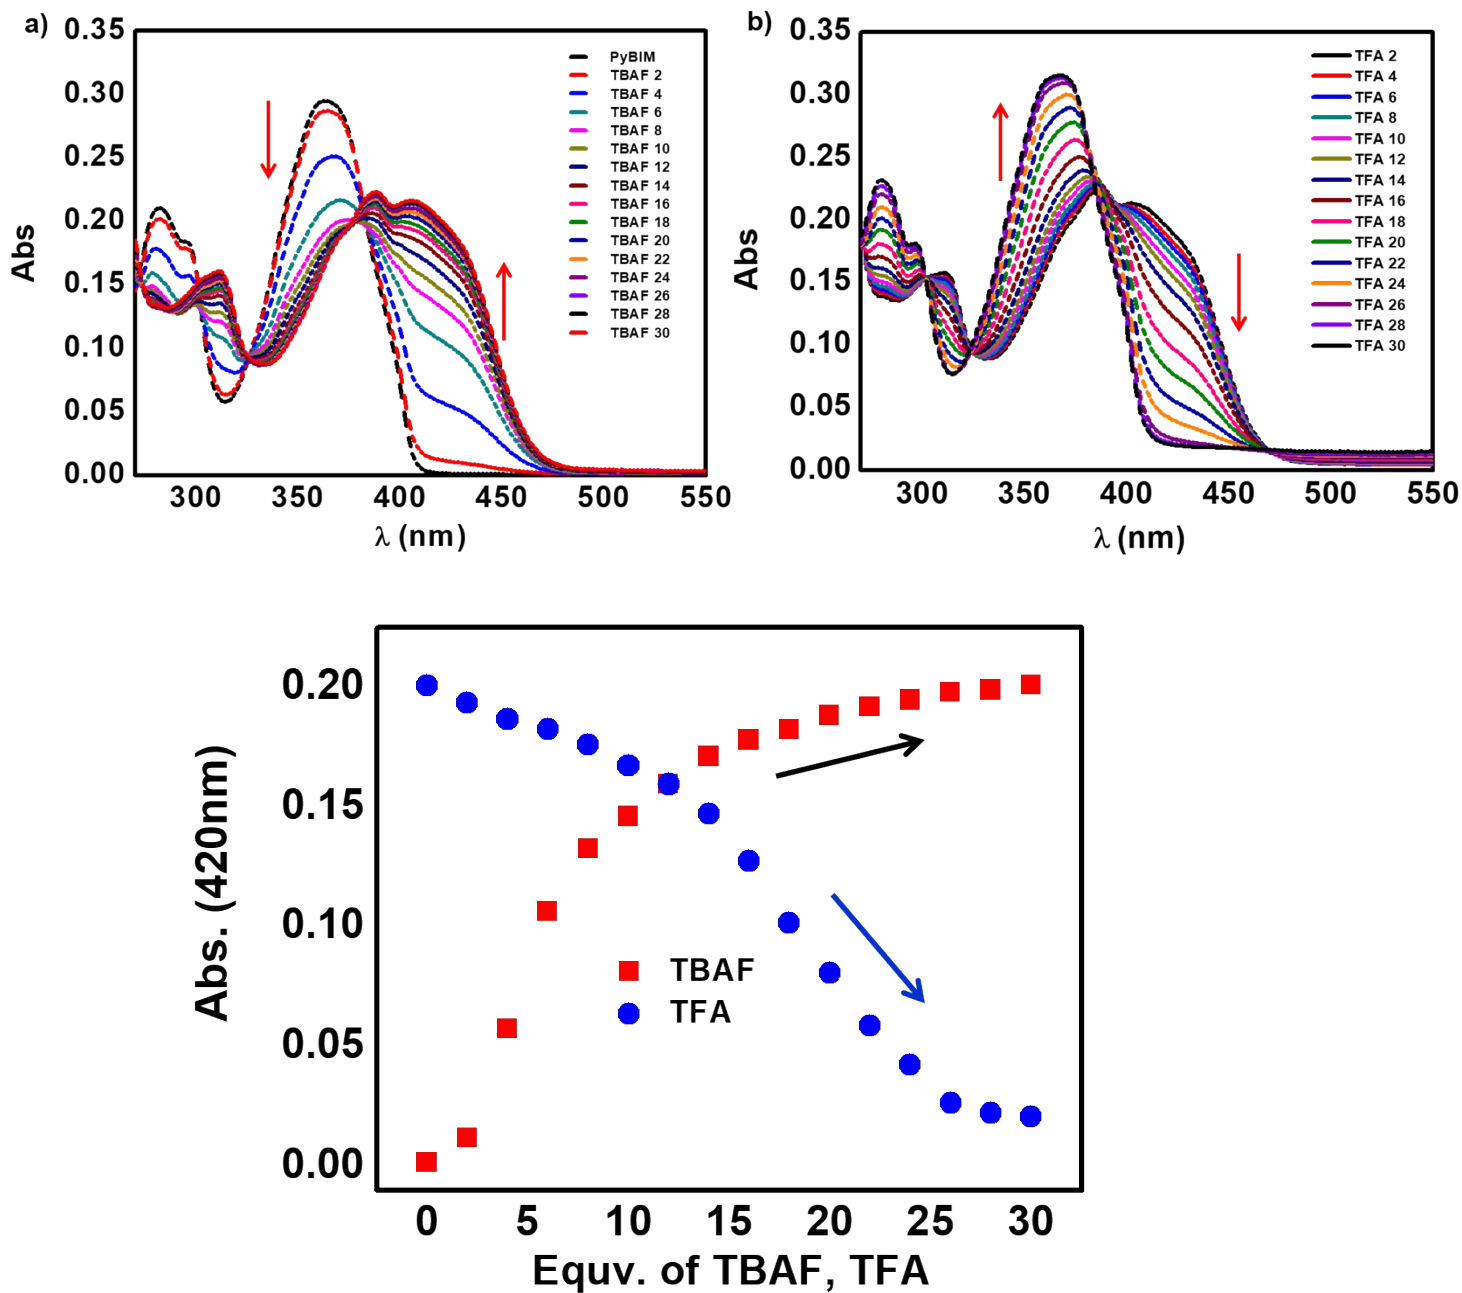 a)
0.35
0.30
0.25
0.20
0.15
0.10
0.05
0.00
Abs
300 350 400 450 500 550
λ (nm)
PyBIM
TBAF 2
TBAF 4
TBAF 6
TBAF 8
TBAF 10
TBAF 12
TBAF 14
TBAF 16
TBAF 18
TBAF 20
TBAF 22
TBAF 24
TBAF 26
TBAF 28
TBAF 30
b)
0.35
0.30
0.25
0.20
0.15
0.10
0.05
0.00
Abs
300 350 400 450 500 550
λ (nm)
TFA 2
TFA 4
TFA 6
TFA 8
TFA 10
TFA 12
TFA 14
TFA 16
TFA 18
TFA 20
TFA 22
TFA 24
TFA 26
TFA 28
TFA 30
0.20
0.15
0.10
0.05
0.00
Abs. (420nm)
TBAF
TFA
0 5 10 15 20 25 30
Equv. of TBAF, TFA